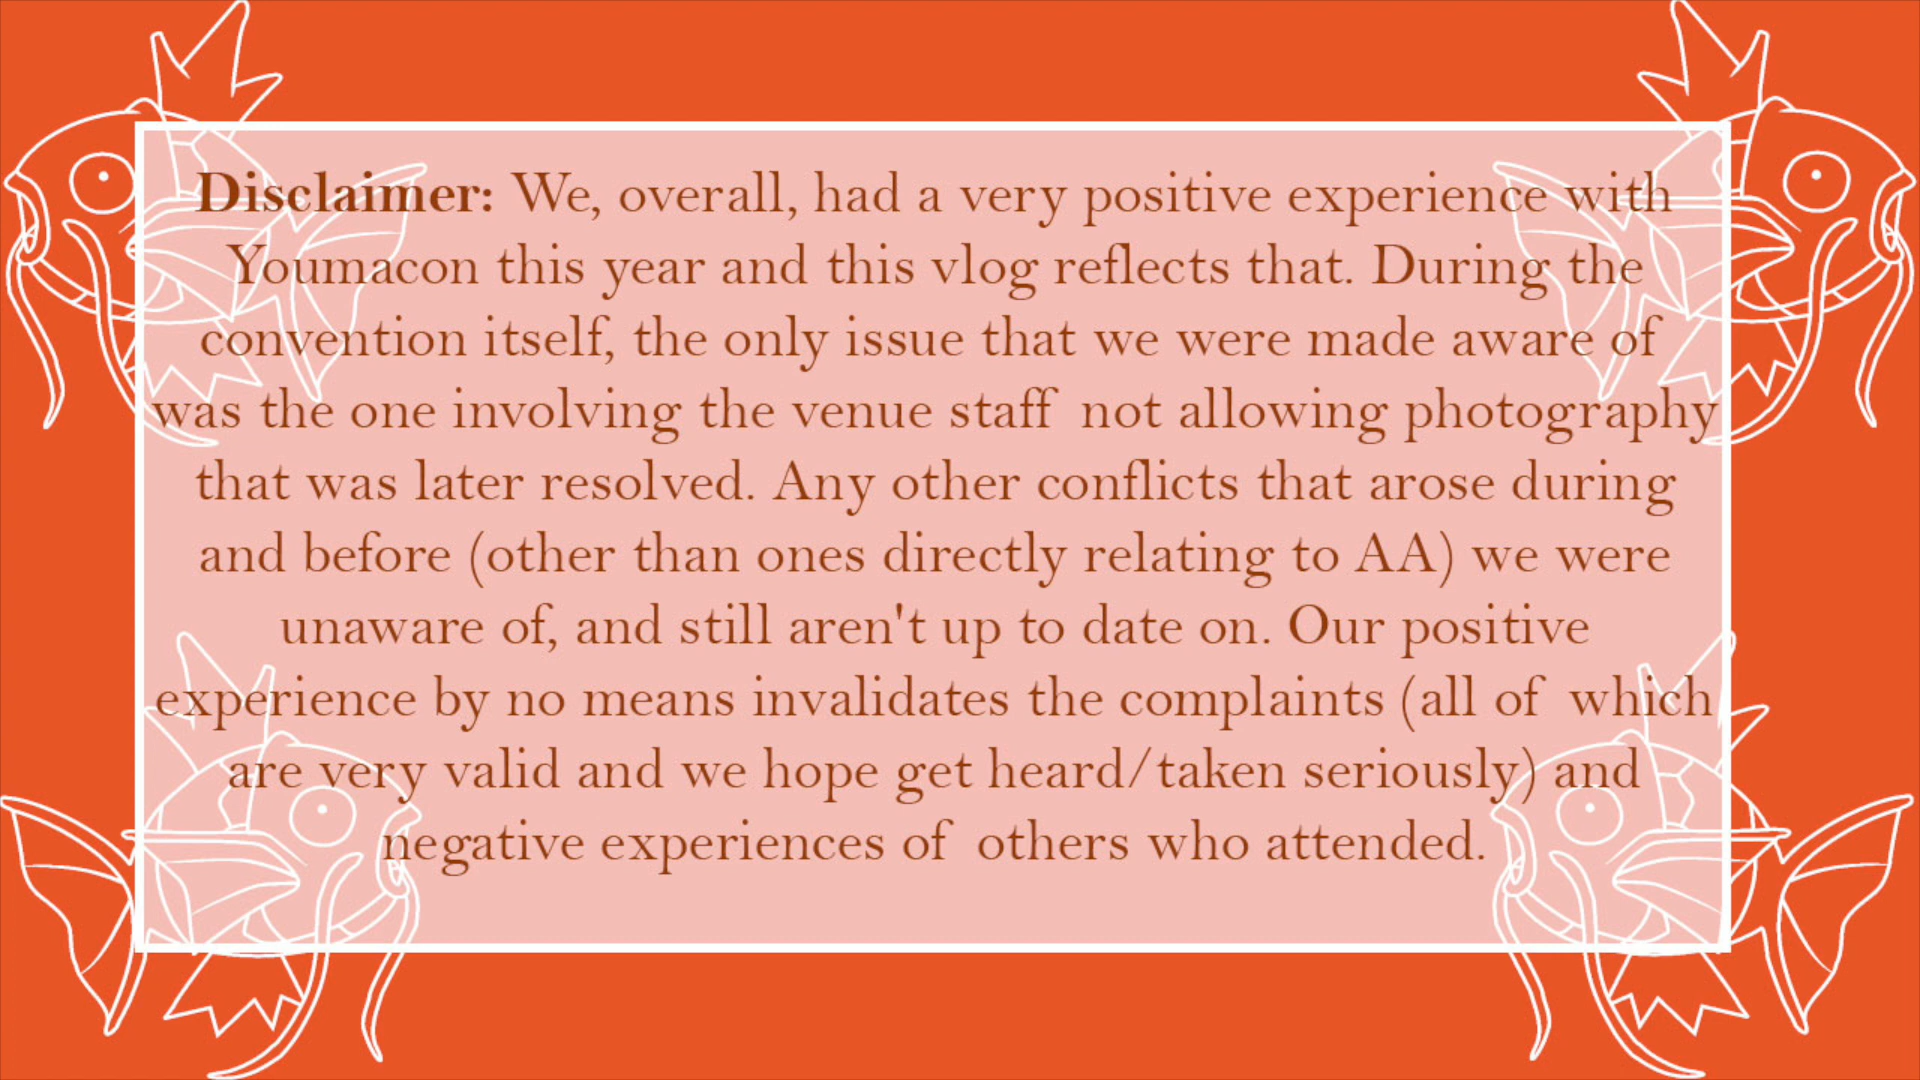 Disclaimer: We, overall, had a very positive experience with
Youmacon this year and this vlog reflects that. During the
convention itself, the only issue that we were made aware of
was the one involving the venue staff not allowing photography
that was later resolved. Any other conflicts that arose during
and before (other than ones directly relating to AA) we were
unaware of, and still aren't up to date on. Our positive
experience by no means invalidates the complaints (all of which
are very valid and we hope get heard/taken seriously) and
negative experiences of others who attended.